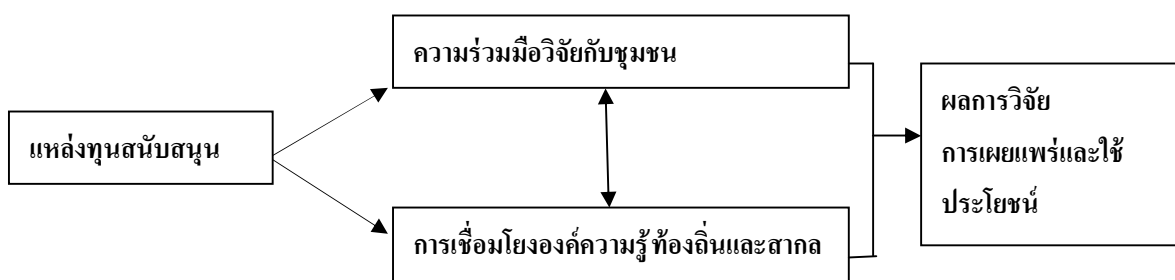 ความร่วมมือวิจัยกับชุมชน
แหล่งทุนสนับสนุน
ผลการวิจัย
การเผยแพร่และใช้
ประโยชน์
การเชื่อมโยงองค์ความรู้ ท้องถิ่นและสากล